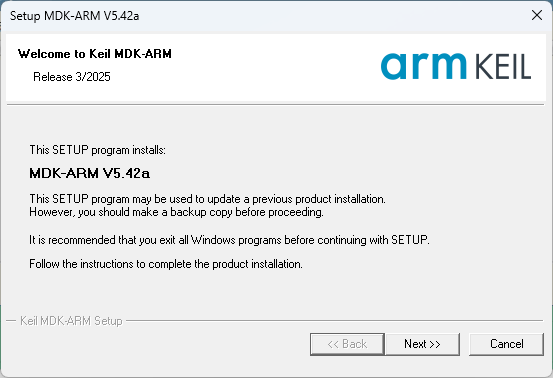 Setup MDK-ARM V5.42a
Welcome to Keil MDK-ARM
Release 3/2025
arm KEIL
This SETUP program installs:
MDK-ARM V5.42a
This SETUP program may be used to update a previous product installation.
However, you should make a backup copy before proceeding.
It is recommended that you exit all Windows programs before continuing with SETUP.
Follow the instructions to complete the product installation.
Keil MDK-ARM Setup
<< Back
Next >>
Cancel